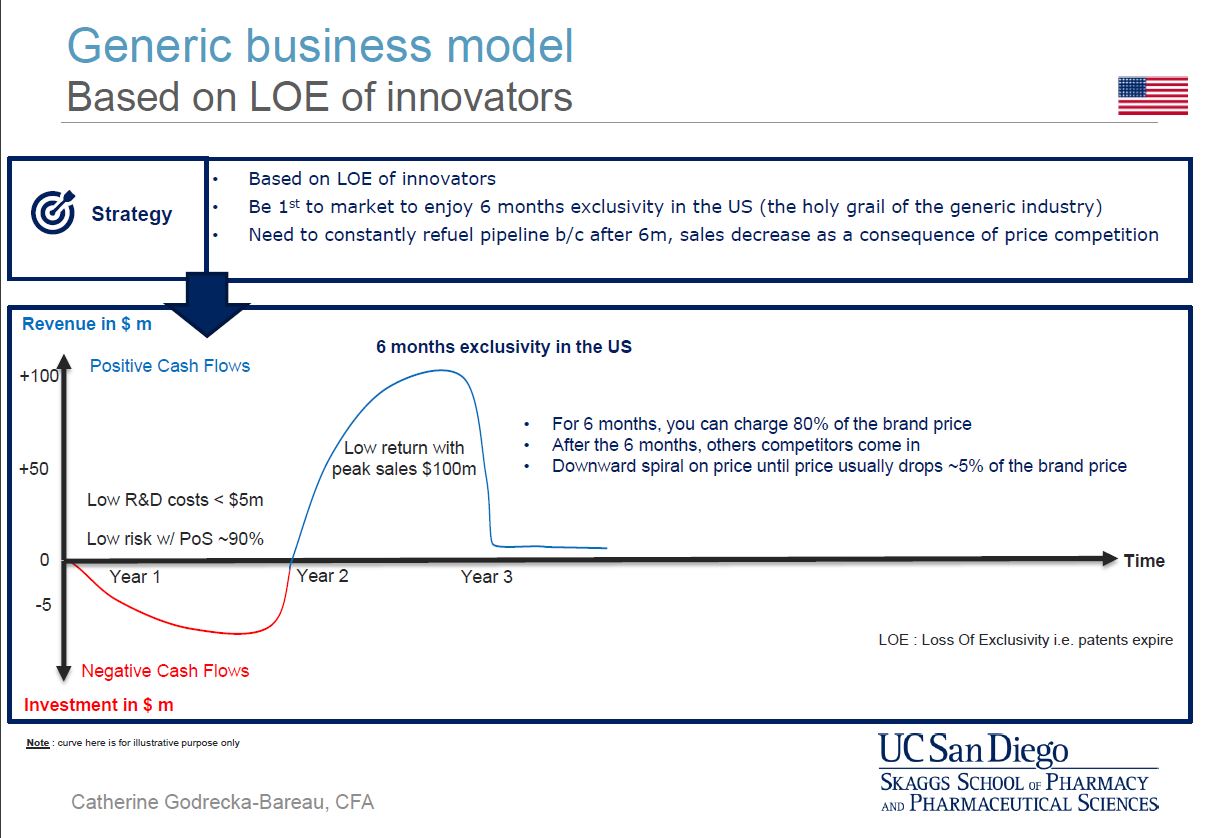 Generic business model
Based on LOE of innovators
Strategy
• Based on LOE of innovators
• Be 1st to market to enjoy 6 months exclusivity in the US (the holy grail of the generic industry)
• Need to constantly refuel pipeline b/c after 6m, sales decrease as a consequence of price competition
Revenue in $ m
6 months exclusivity in the US
Positive Cash Flows
+100
• For 6 months, you can charge 80% of the brand price
• After the 6 months, others competitors come in
• Downward spiral on price until price usually drops ~5% of the brand price
Low return with
peak sales $100m
+50
Low R&D costs < $5m
Low risk w/ PoS ~90%
0
Time
Year 1
Year 2
Year 3
-5
LOE : Loss Of Exclusivity i.e. patents expire
Negative Cash Flows
Investment in $ m
Note : curve here is for illustrative purpose only
UC San Diego
SKAGGS SCHOOL OF PHARMACY
AND PHARMACEUTICAL SCIENCES
Catherine Godrecka-Bareau, CFA